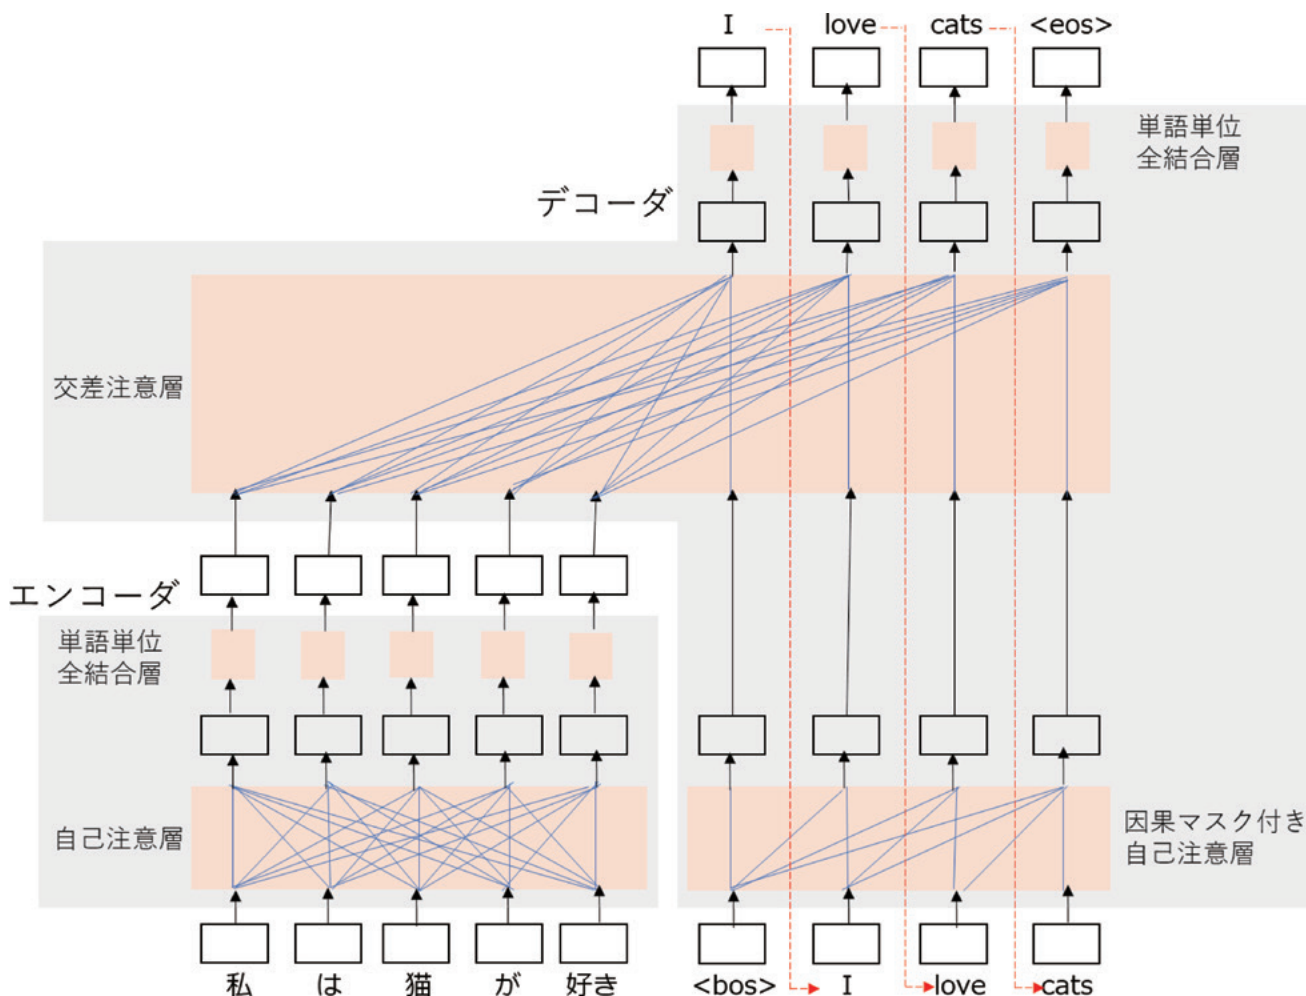 I love cats <eos>
単語単位
全結合層
デコーダ
交差注意層
エンコーダ
単語単位
全結合層
自己注意層
因果マスク付き
自己注意層
私 は 猫 が 好き
<bos> I love cats